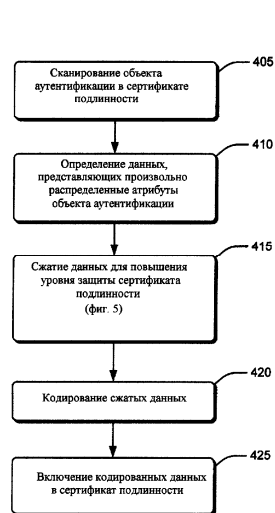 405
Сканирование объекта
аутентификации в сертификате
подлинности
410
Определение данных,
представляющих произвольно
распределенные атрибуты
объекта аутентификации
415
Сжатие данных для повышения
уровня защиты сертификата
подлинности
(фиг. 5)
420
Кодирование сжатых данных
425
Включение кодированных данных
в сертификат подлинности